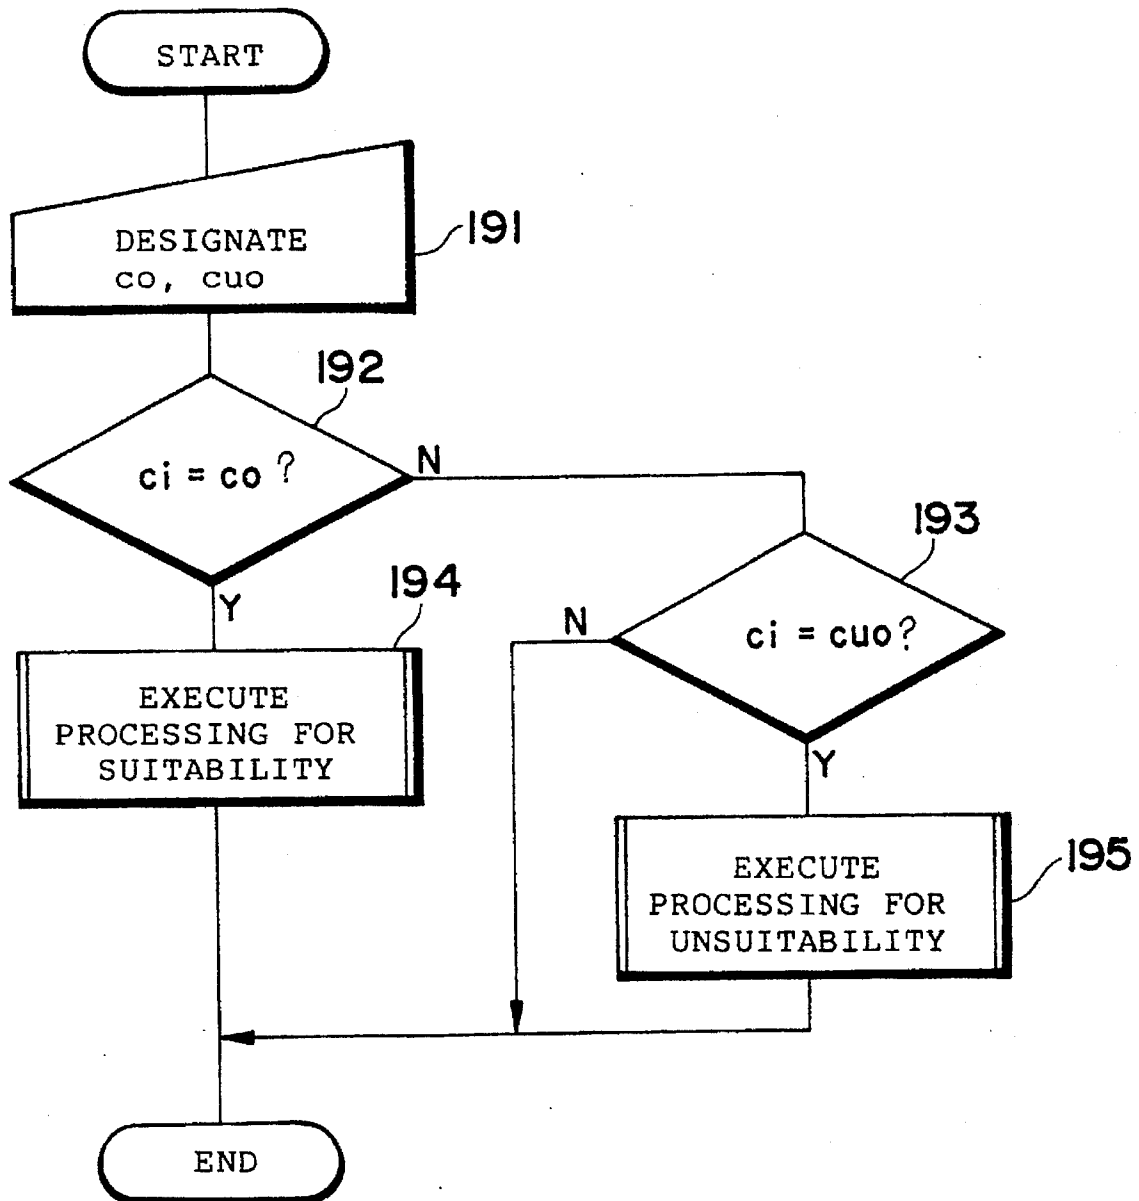 START
DESIGNATE
co, cuo
191
192
ci = co ?
N
Y
193
ci = cuo?
N
Y
194
EXECUTE
PROCESSING FOR
SUITABILITY
195
EXECUTE
PROCESSING FOR
UNSUITABILITY
END